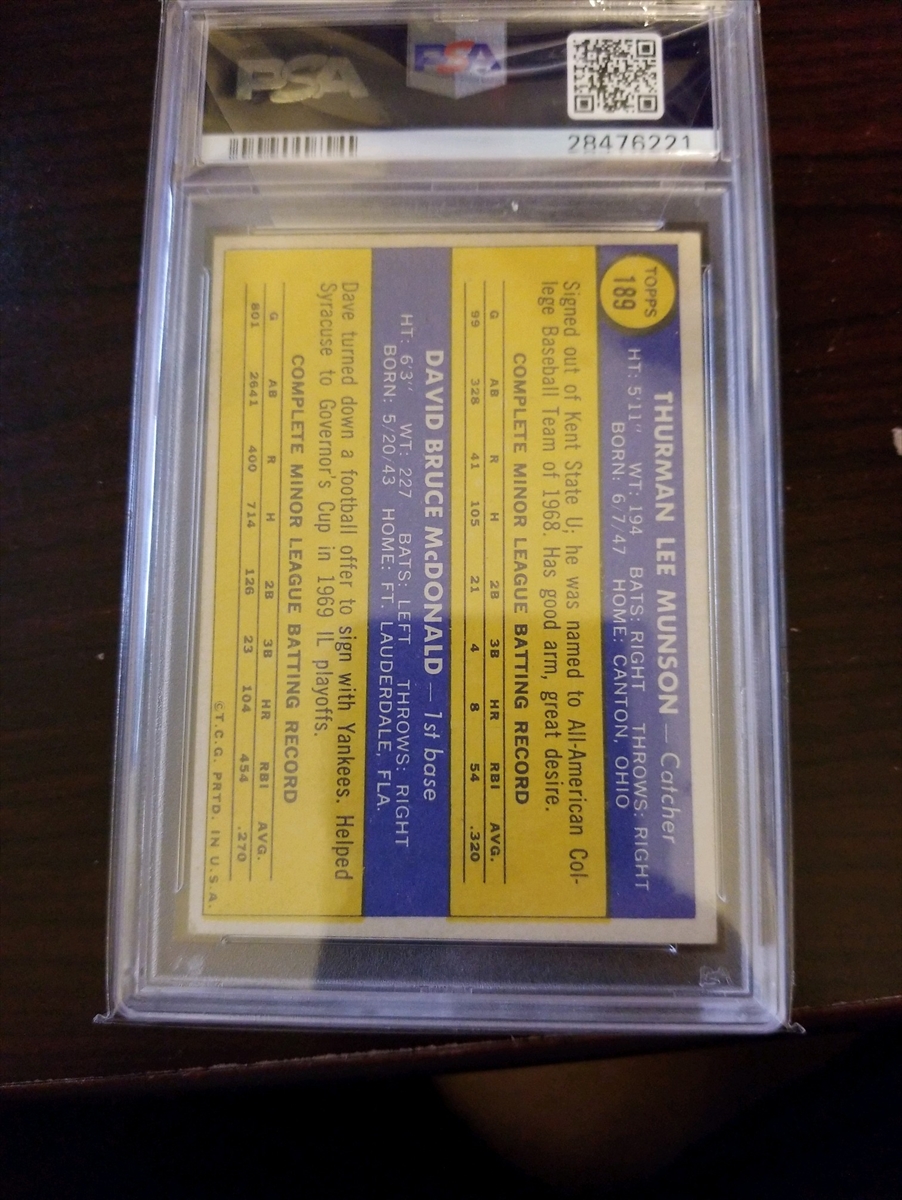 PSA
PSA
28476221
TOPPS
189
THURMAN LEE MUNSON — Catcher
HT: 5'11" WT: 194 BATS: RIGHT THROWS: RIGHT
BORN: 6/7/47 HOME: CANTON, OHIO
Signed out of Kent State U; he was named to All-American Col-
lege Baseball Team of 1968. Has good arm, great desire.
COMPLETE MINOR LEAGUE BATTING RECORD
G AB R H 2B 3B HR RBI AVG.
99 328 41 105 21 4 8 54 .320
DAVID BRUCE McDONALD — 1st base
HT: 6'3" WT: 227 BATS: LEFT THROWS: RIGHT
BORN: 5/20/43 HOME: FT. LAUDERDALE, FLA.
Dave turned down a football offer to sign with Yankees. Helped
Syracuse to Governor's Cup in 1969 IL playoffs.
COMPLETE MINOR LEAGUE BATTING RECORD
G AB R H 2B 3B HR RBI AVG.
801 2641 400 714 126 23 104 454 .270
©T.C.G. PRTD. IN U.S.A.